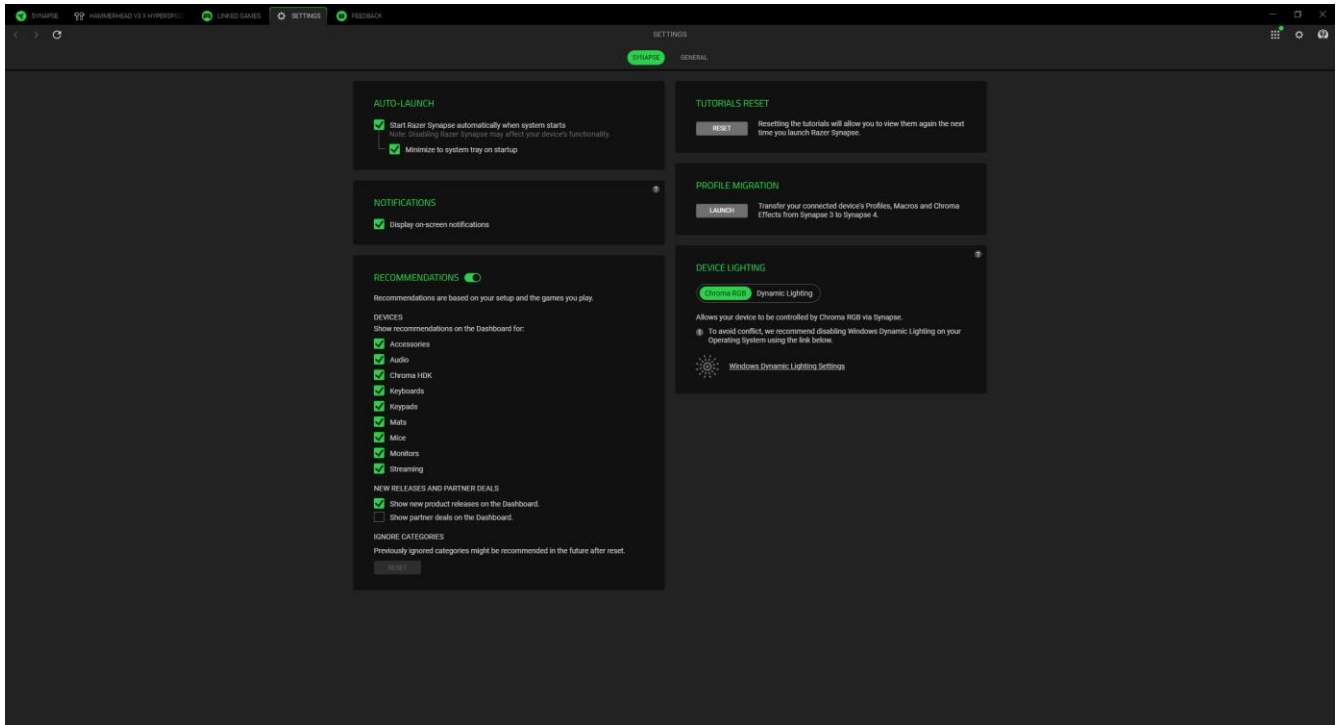 SYNAPSE
HAMMERHEAD V3 X HYPERSPEE
LINKED GAMES
SETTINGS
FEEDBACK
SETTINGS
SYNAPSE
GENERAL
AUTO-LAUNCH
Start Razer Synapse automatically when system starts
Note: Disabling Razer Synapse may affect your device's functionality.
Minimize to system tray on startup
NOTIFICATIONS
Display on-screen notifications
RECOMMENDATIONS
Recommendations are based on your setup and the games you play.
DEVICES
Show recommendations on the Dashboard for:
Accessories
Audio
Chroma HDK
Keyboards
Keypads
Mats
Mice
Monitors
Streaming
NEW RELEASES AND PARTNER DEALS
Show new product releases on the Dashboard.
Show partner deals on the Dashboard.
IGNORE CATEGORIES
Previously ignored categories might be recommended in the future after reset.
RESET
TUTORIALS RESET
RESET
Resetting the tutorials will allow you to view them again the next
time you launch Razer Synapse.
PROFILE MIGRATION
LAUNCH
Transfer your connected device's Profiles, Macros and Chroma
Effects from Synapse 3 to Synapse 4.
DEVICE LIGHTING
Chroma RGB
Dynamic Lighting
Allows your device to be controlled by Chroma RGB via Synapse.
To avoid conflict, we recommend disabling Windows Dynamic Lighting on your
Operating System using the link below.
Windows Dynamic Lighting Settings